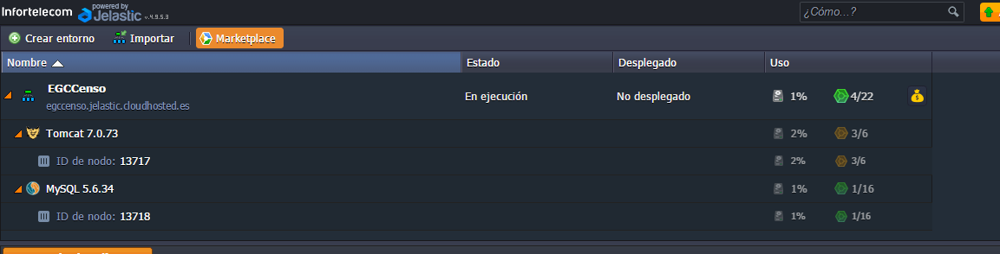 Infortelecom powered by Jelastic v.4.9.5.3 ¿Cómo...?
Crear entorno Importar Marketplace
Nombre Estado Desplegado Uso
EGCCenso En ejecución No desplegado 1% 4/22
egccenso.jelastic.cloudhosted.es
Tomcat 7.0.73 2% 3/6
ID de nodo: 13717 2% 3/6
MySQL 5.6.34 1% 1/16
ID de nodo: 13718 1% 1/16